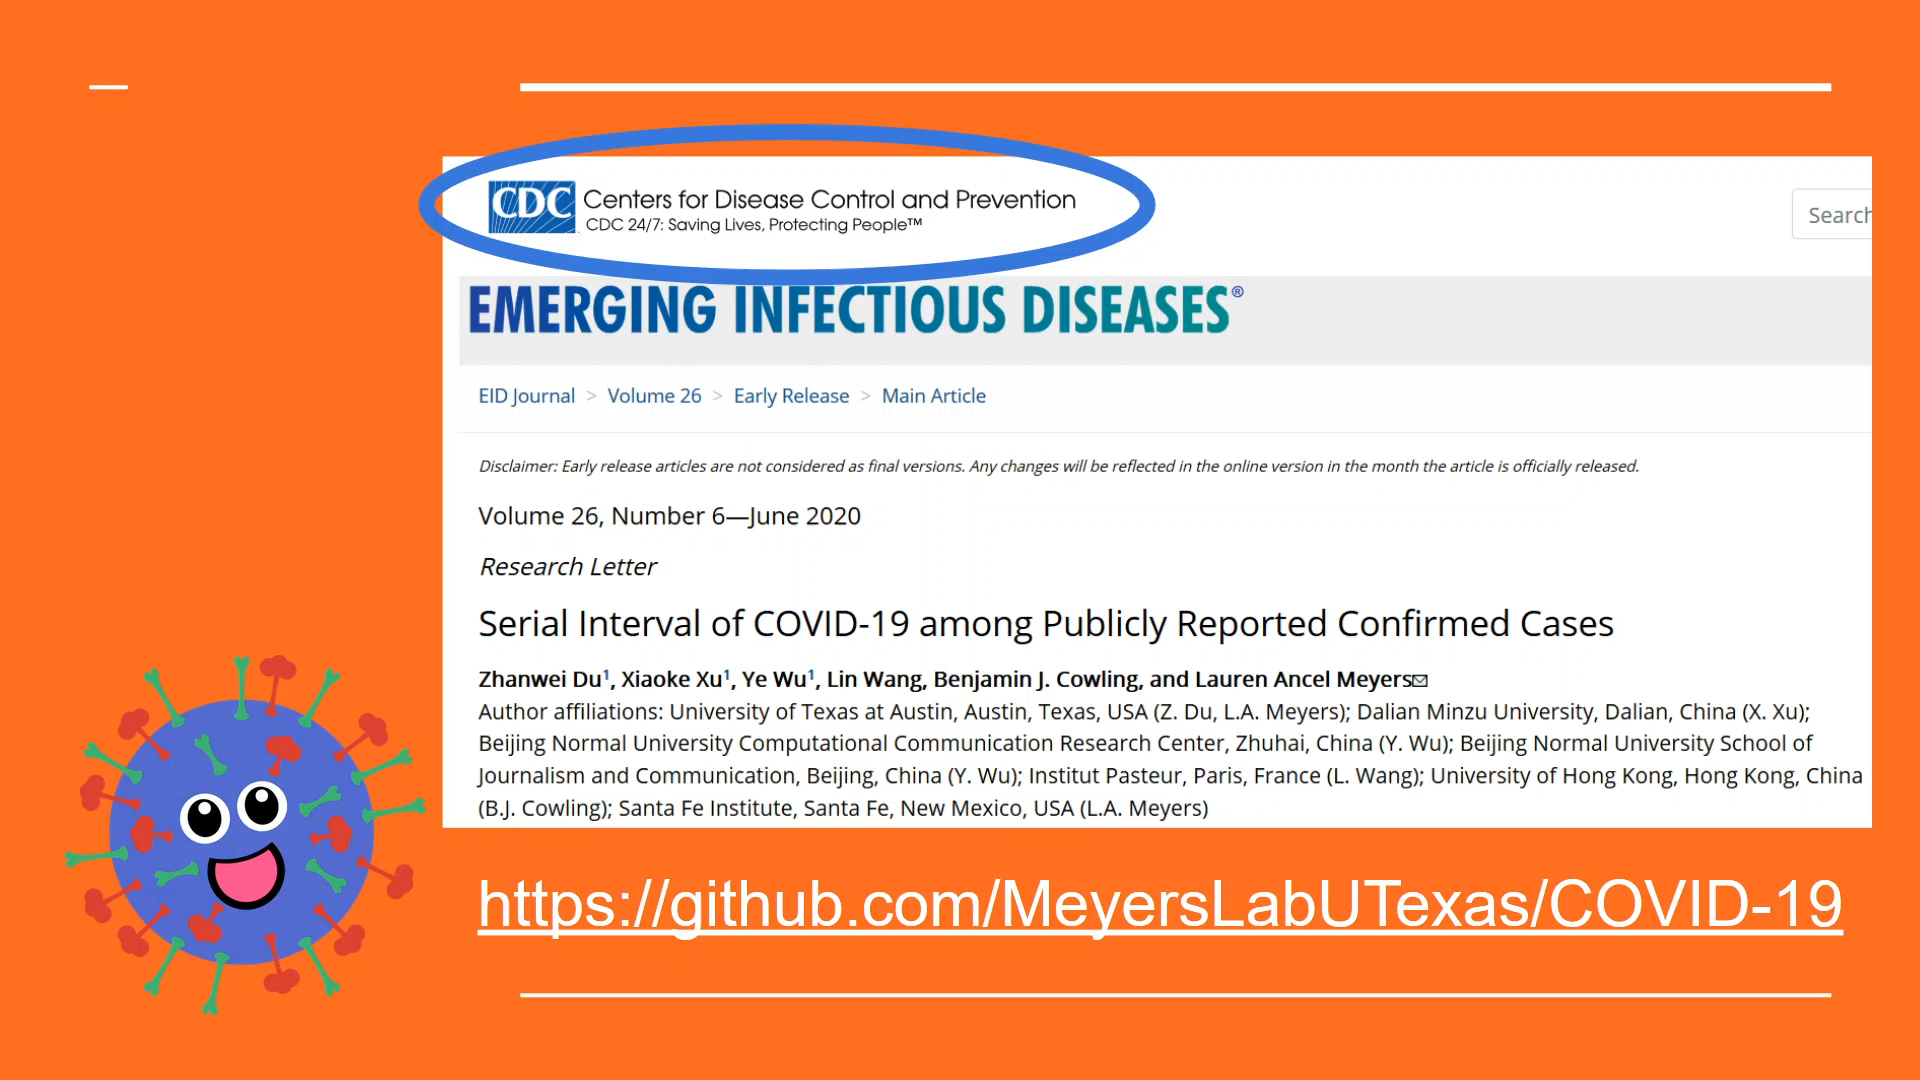 CDC Centers for Disease Control and Prevention
CDC 24/7: Saving Lives, Protecting People™
Search
EMERGING INFECTIOUS DISEASES®
EID Journal > Volume 26 > Early Release > Main Article
Disclaimer: Early release articles are not considered as final versions. Any changes will be reflected in the online version in the month the article is officially released.
Volume 26, Number 6—June 2020
Research Letter
Serial Interval of COVID-19 among Publicly Reported Confirmed Cases
Zhanwei Du¹, Xiaoke Xu¹, Ye Wu¹, Lin Wang, Benjamin J. Cowling, and Lauren Ancel Meyers
Author affiliations: University of Texas at Austin, Austin, Texas, USA (Z. Du, L.A. Meyers); Dalian Minzu University, Dalian, China (X. Xu);
Beijing Normal University Computational Communication Research Center, Zhuhai, China (Y. Wu); Beijing Normal University School of
Journalism and Communication, Beijing, China (Y. Wu); Institut Pasteur, Paris, France (L. Wang); University of Hong Kong, Hong Kong, China
(B.J. Cowling); Santa Fe Institute, Santa Fe, New Mexico, USA (L.A. Meyers)
https://github.com/MeyersLabUTexas/COVID-19